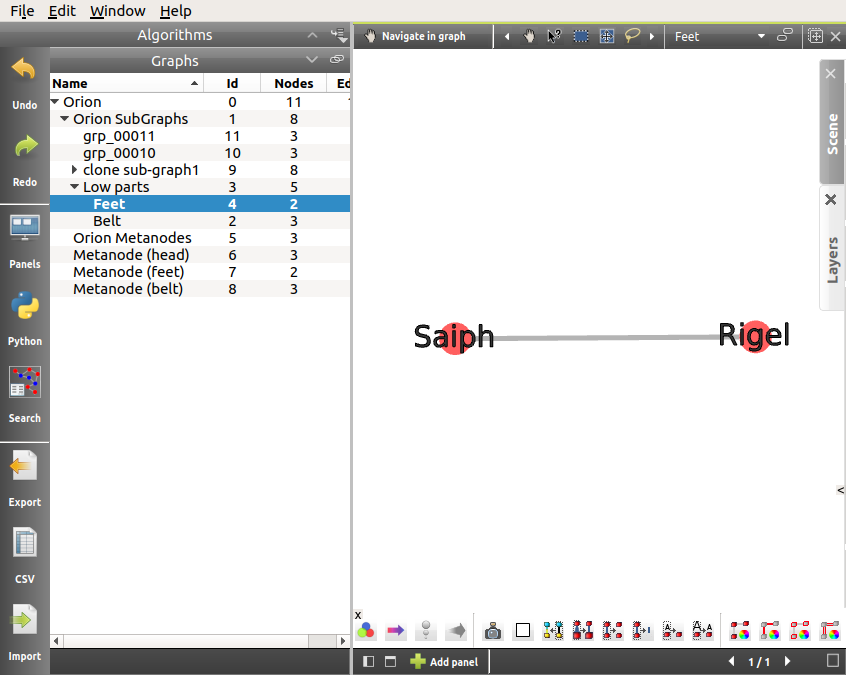 File Edit Window Help
Algorithms
Navigate in graph
Feet
Graphs
Undo
Redo
Panels
Python
Search
Export
CSV
Import
Name Id Nodes Ed
Orion 0 11
Orion SubGraphs 1 8
grp_00011 11 3
grp_00010 10 3
clone sub-graph1 9 8
Low parts 3 5
Feet 4 2
Belt 2 3
Orion Metanodes 5 3
Metanode (head) 6 3
Metanode (feet) 7 2
Metanode (belt) 8 3
Saiph
Rigel
Scene
Layers
<
x
Add panel
1 / 1